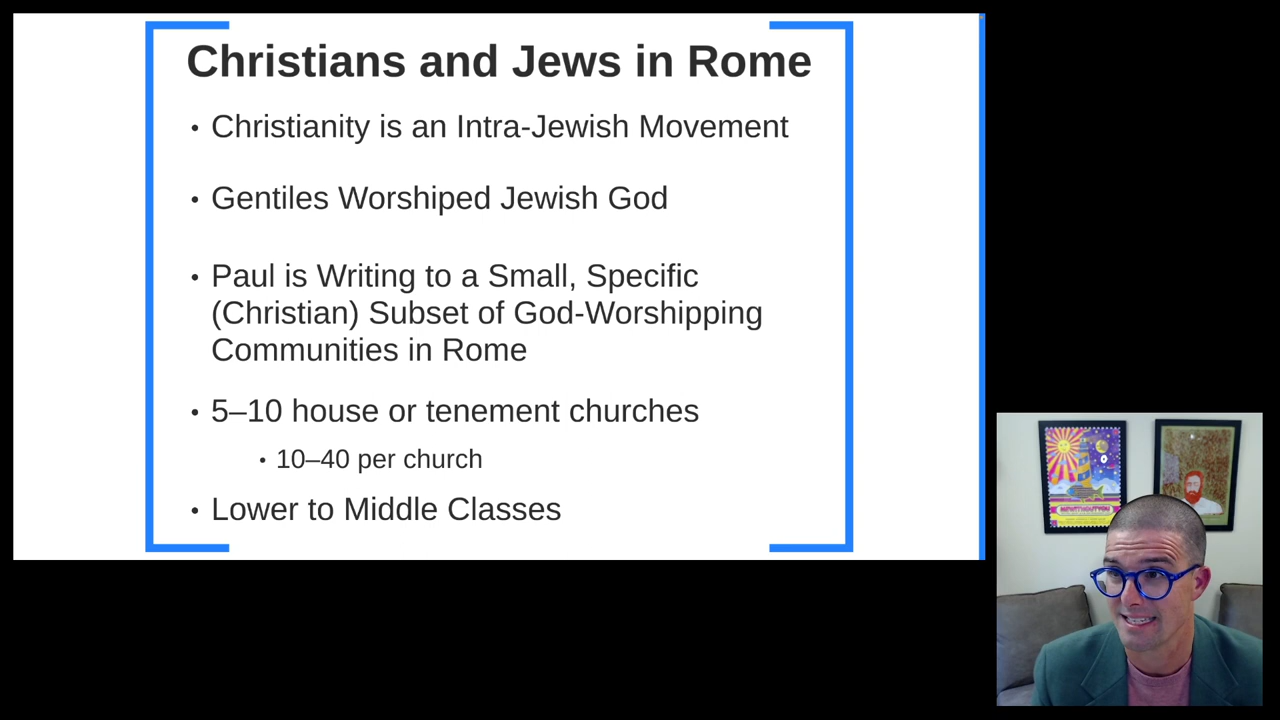 Christians and Jews in Rome
• Christianity is an Intra-Jewish Movement
• Gentiles Worshiped Jewish God
• Paul is Writing to a Small, Specific
(Christian) Subset of God-Worshipping
Communities in Rome
• 5–10 house or tenement churches
• 10–40 per church
• Lower to Middle Classes
MEWITHOUTYOU